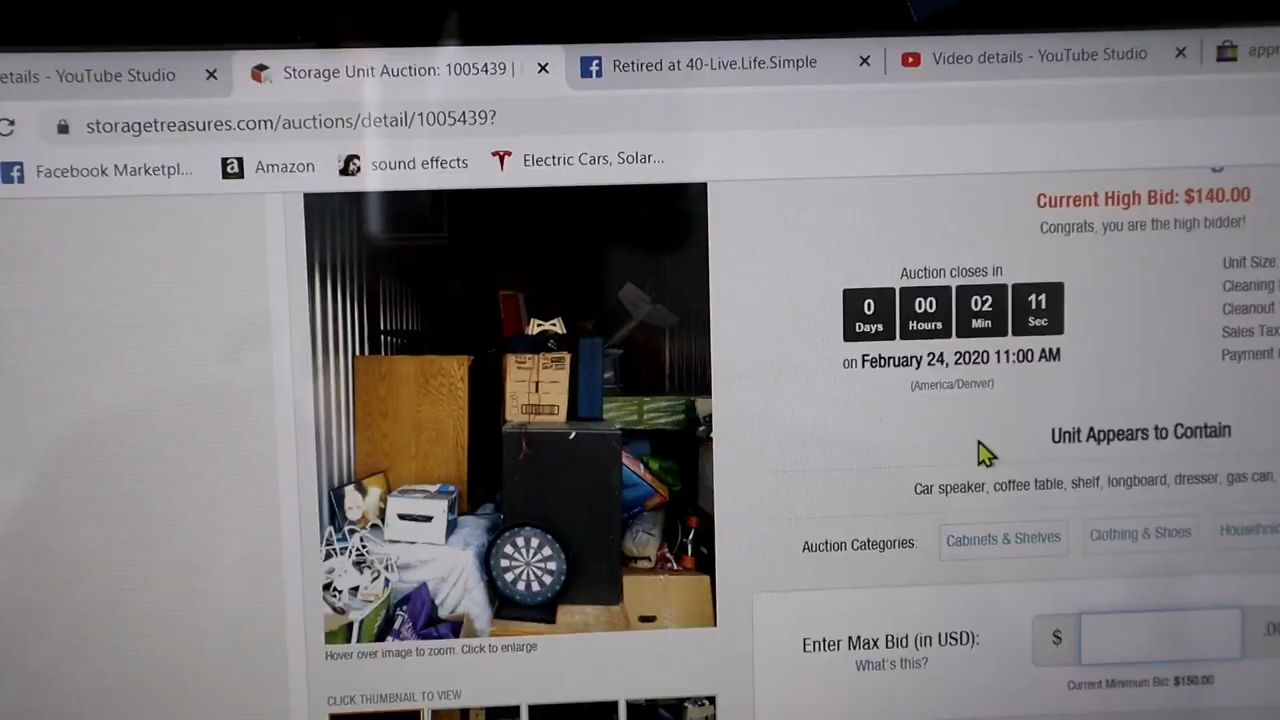 etails - YouTube Studio
Storage Unit Auction: 1005439 |
Retired at 40-Live.Life.Simple
Video details - YouTube Studio
appr
storagetreasures.com/auctions/detail/1005439?
Facebook Marketpl...
Amazon
sound effects
Electric Cars, Solar...
Current High Bid: $140.00
Congrats, you are the high bidder!
Auction closes in
0 00 02 11
Days Hours Min Sec
on February 24, 2020 11:00 AM
(America/Denver)
Unit Size
Cleaning
Cleanout
Sales Tax
Payment
Unit Appears to Contain
Car speaker, coffee table, shelf, longboard, dresser, gas can,
Auction Categories: Cabinets & Shelves Clothing & Shoes Househol
Enter Max Bid (in USD): $ .00
What's this?
Current Minimum Bid: $150.00
Hover over image to zoom. Click to enlarge
CLICK THUMBNAIL TO VIEW